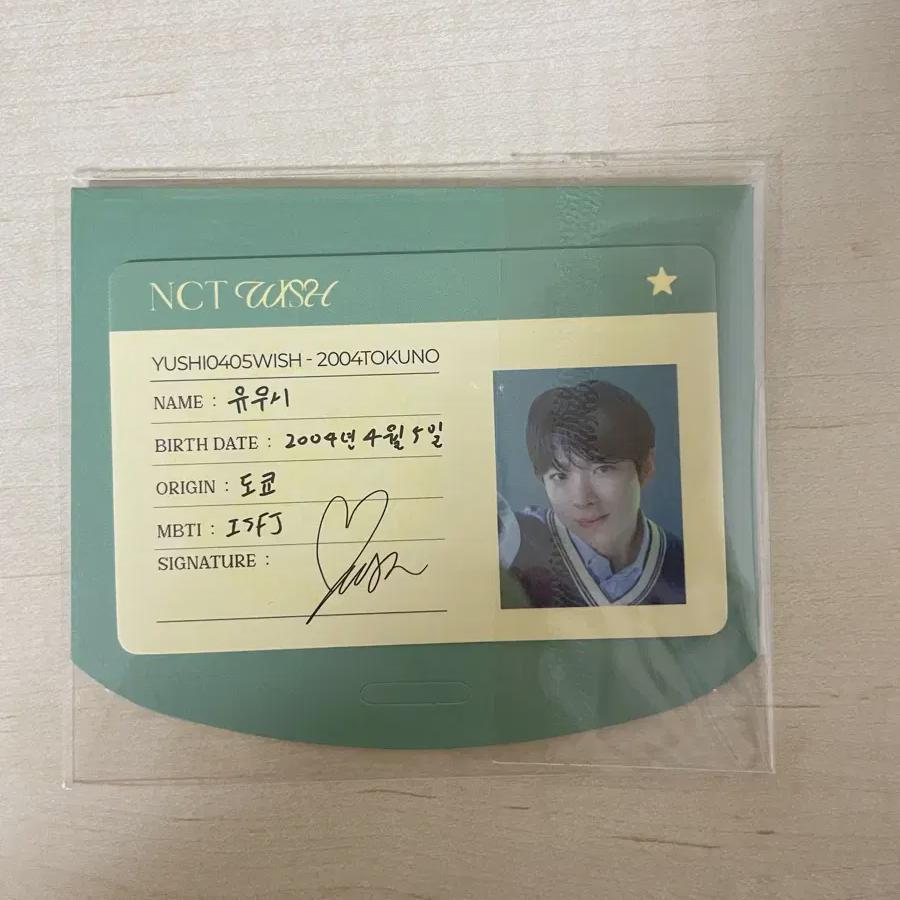 NCT WISH
YUSHI0405WISH - 2004TOKUNO
NAME : 유우시
BIRTH DATE : 2004년 4월 5일
ORIGIN : 도쿄
MBTI : ISFJ
SIGNATURE :
Yushi